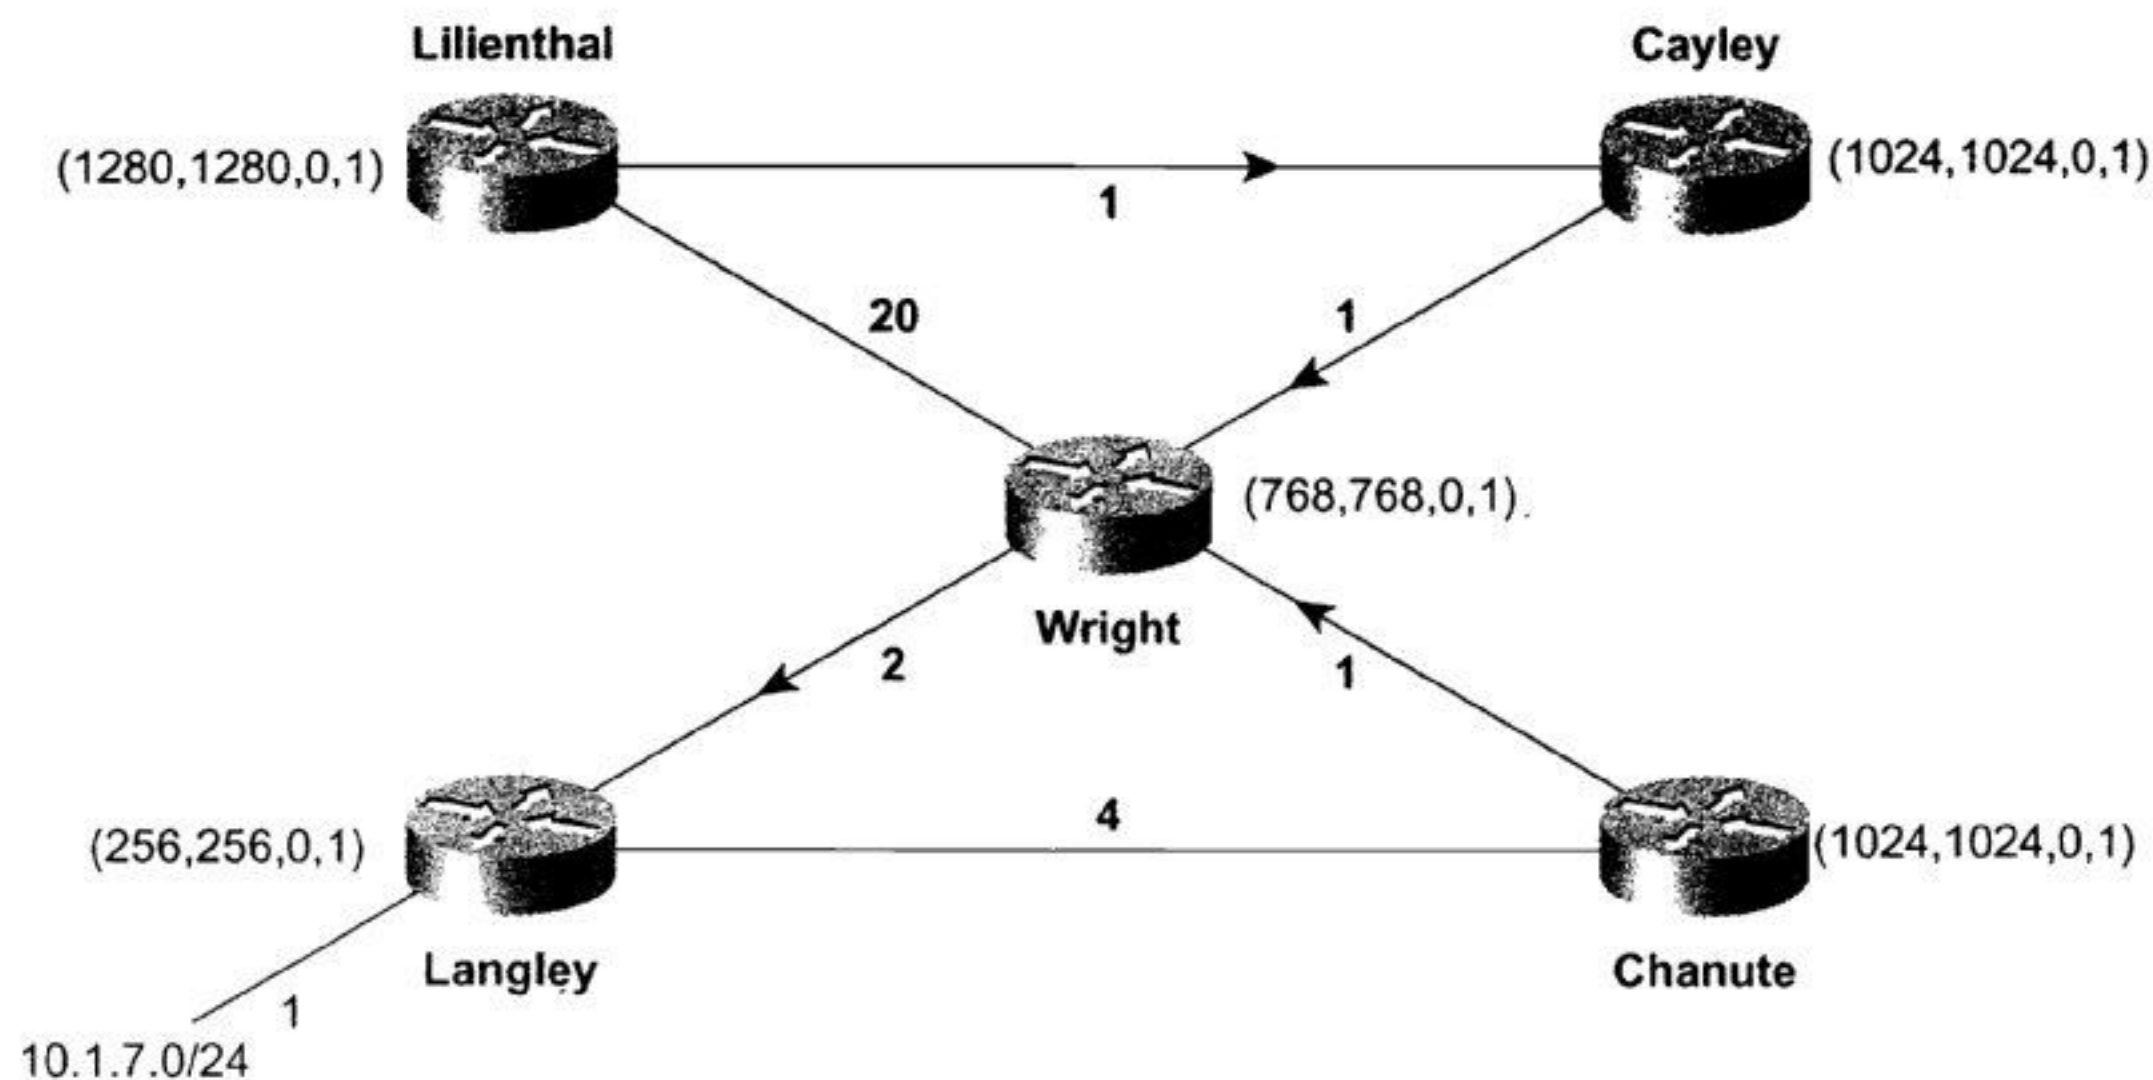 Lilienthal
Cayley
(1280,1280,0,1)
(1024,1024,0,1)
1
20
1
(768,768,0,1)
Wright
2
1
4
(256,256,0,1)
(1024,1024,0,1)
Langley
Chanute
1
10.1.7.0/24